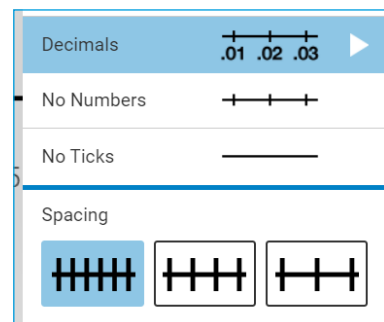 Decimals
.01 .02 .03
No Numbers
No Ticks
Spacing